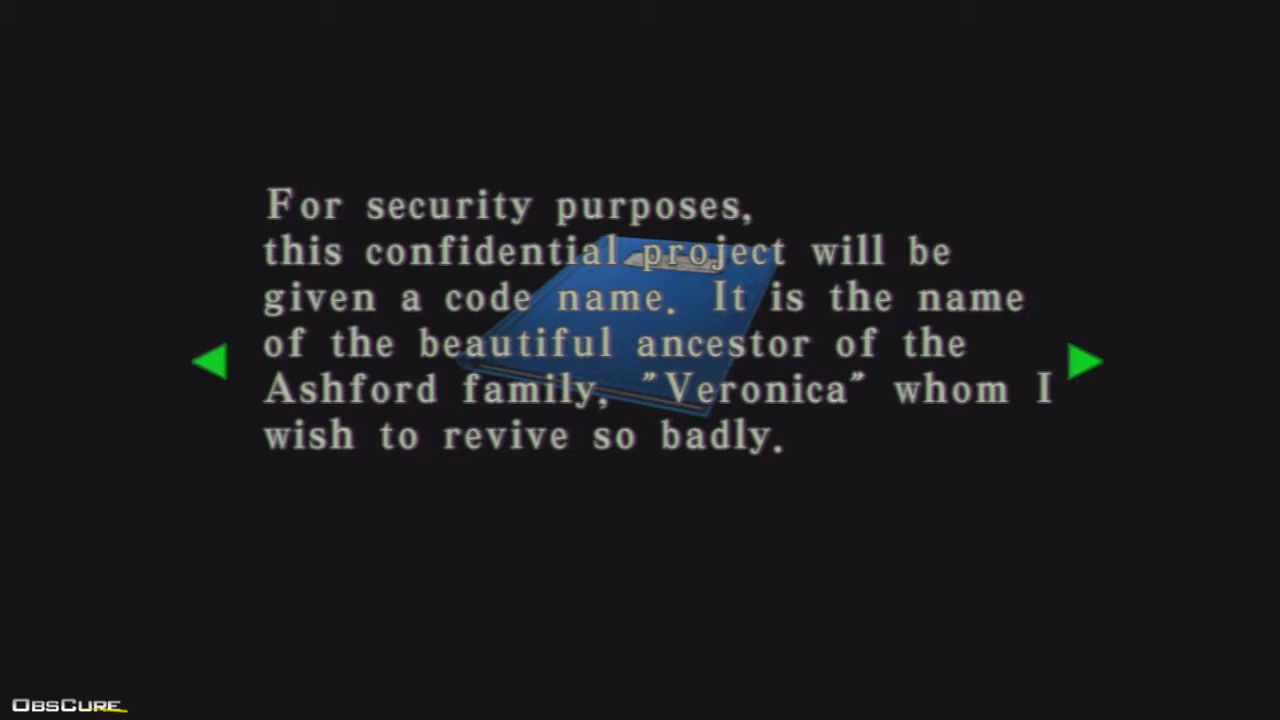 For security purposes,
this confidential project will be
given a code name. It is the name
of the beautiful ancestor of the
Ashford family, "Veronica" whom I
wish to revive so badly.
OBSCURE